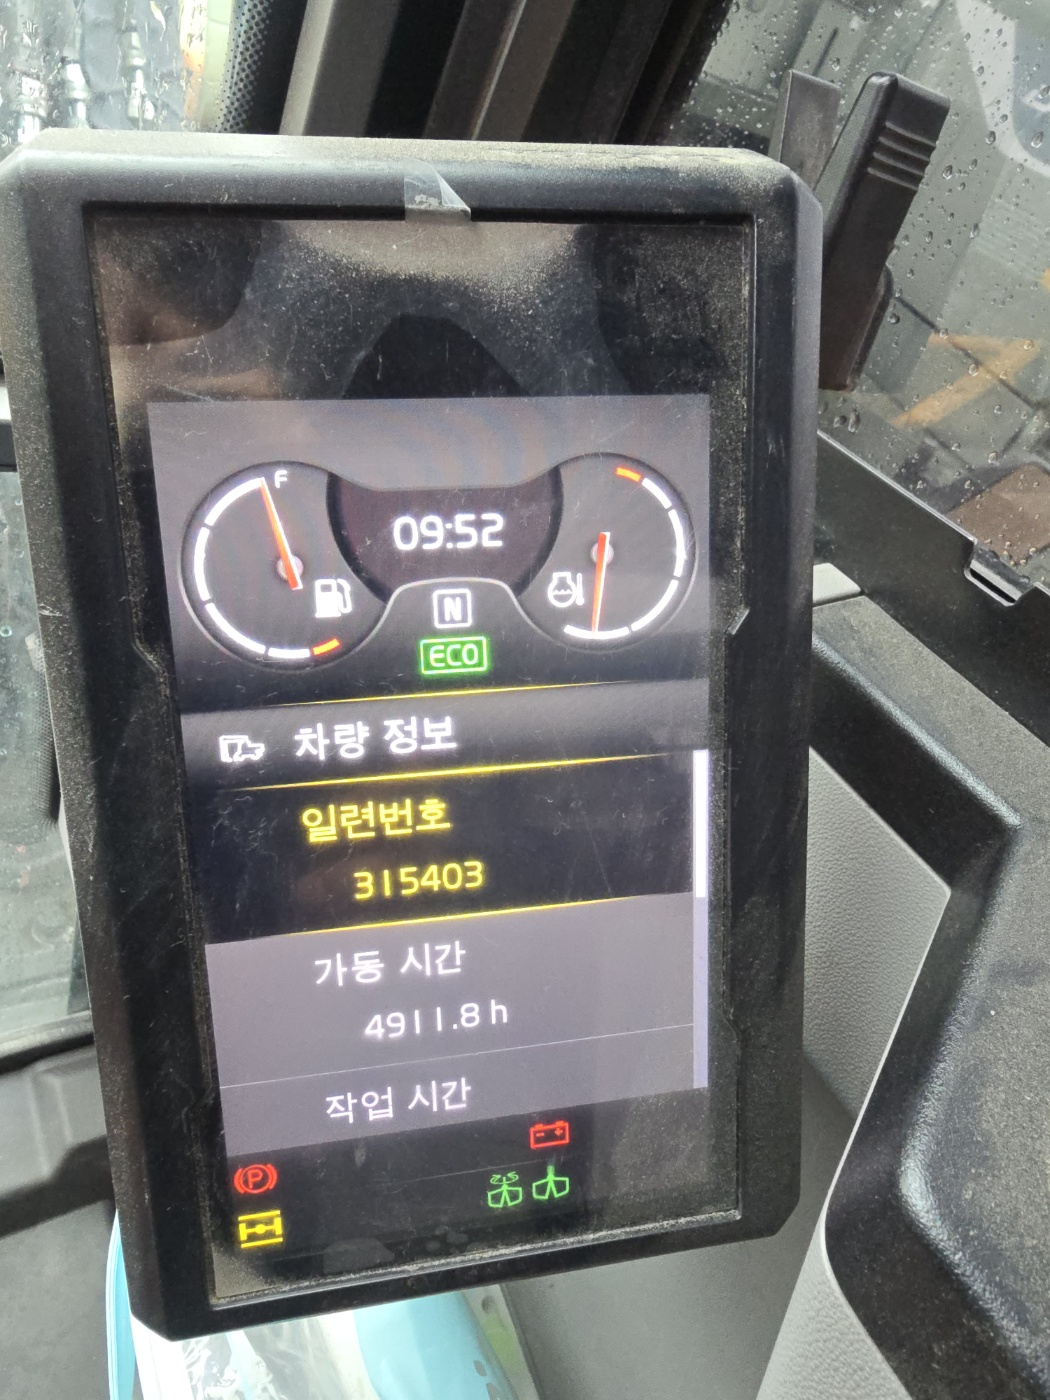 F
09:52
N
ECO
차량 정보
일련번호
315403
가동 시간
4911.8 h
작업 시간
P